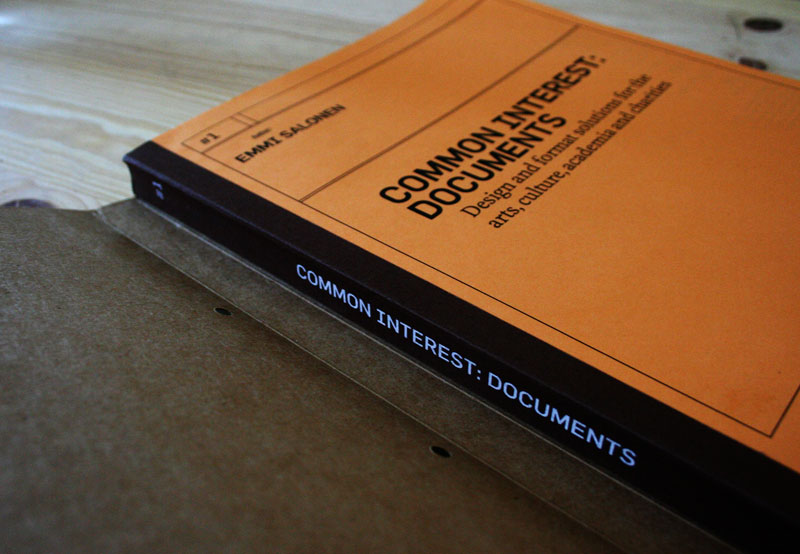 #1
EMMI SALONEN
COMMON INTEREST:
DOCUMENTS
Design and format solutions for the
arts, culture, academia and charities
#1
COMMON INTEREST: DOCUMENTS